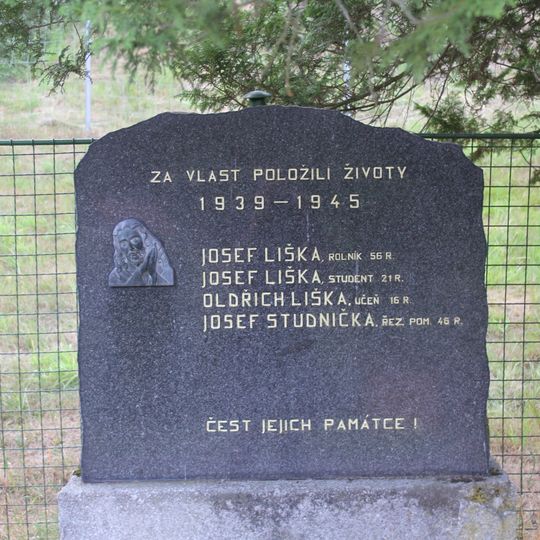 ZA VLAST POLOŽILI ŽIVOTY
1939 – 1945
JOSEF LIŠKA, ROLNÍK 56 R.
JOSEF LIŠKA, STUDENT 21 R.
OLDŘICH LIŠKA, UČEŇ 16 R.
JOSEF STUDNIČKA, ŘEZ. POM. 46 R.
ČEST JEJICH PAMÁTCE !